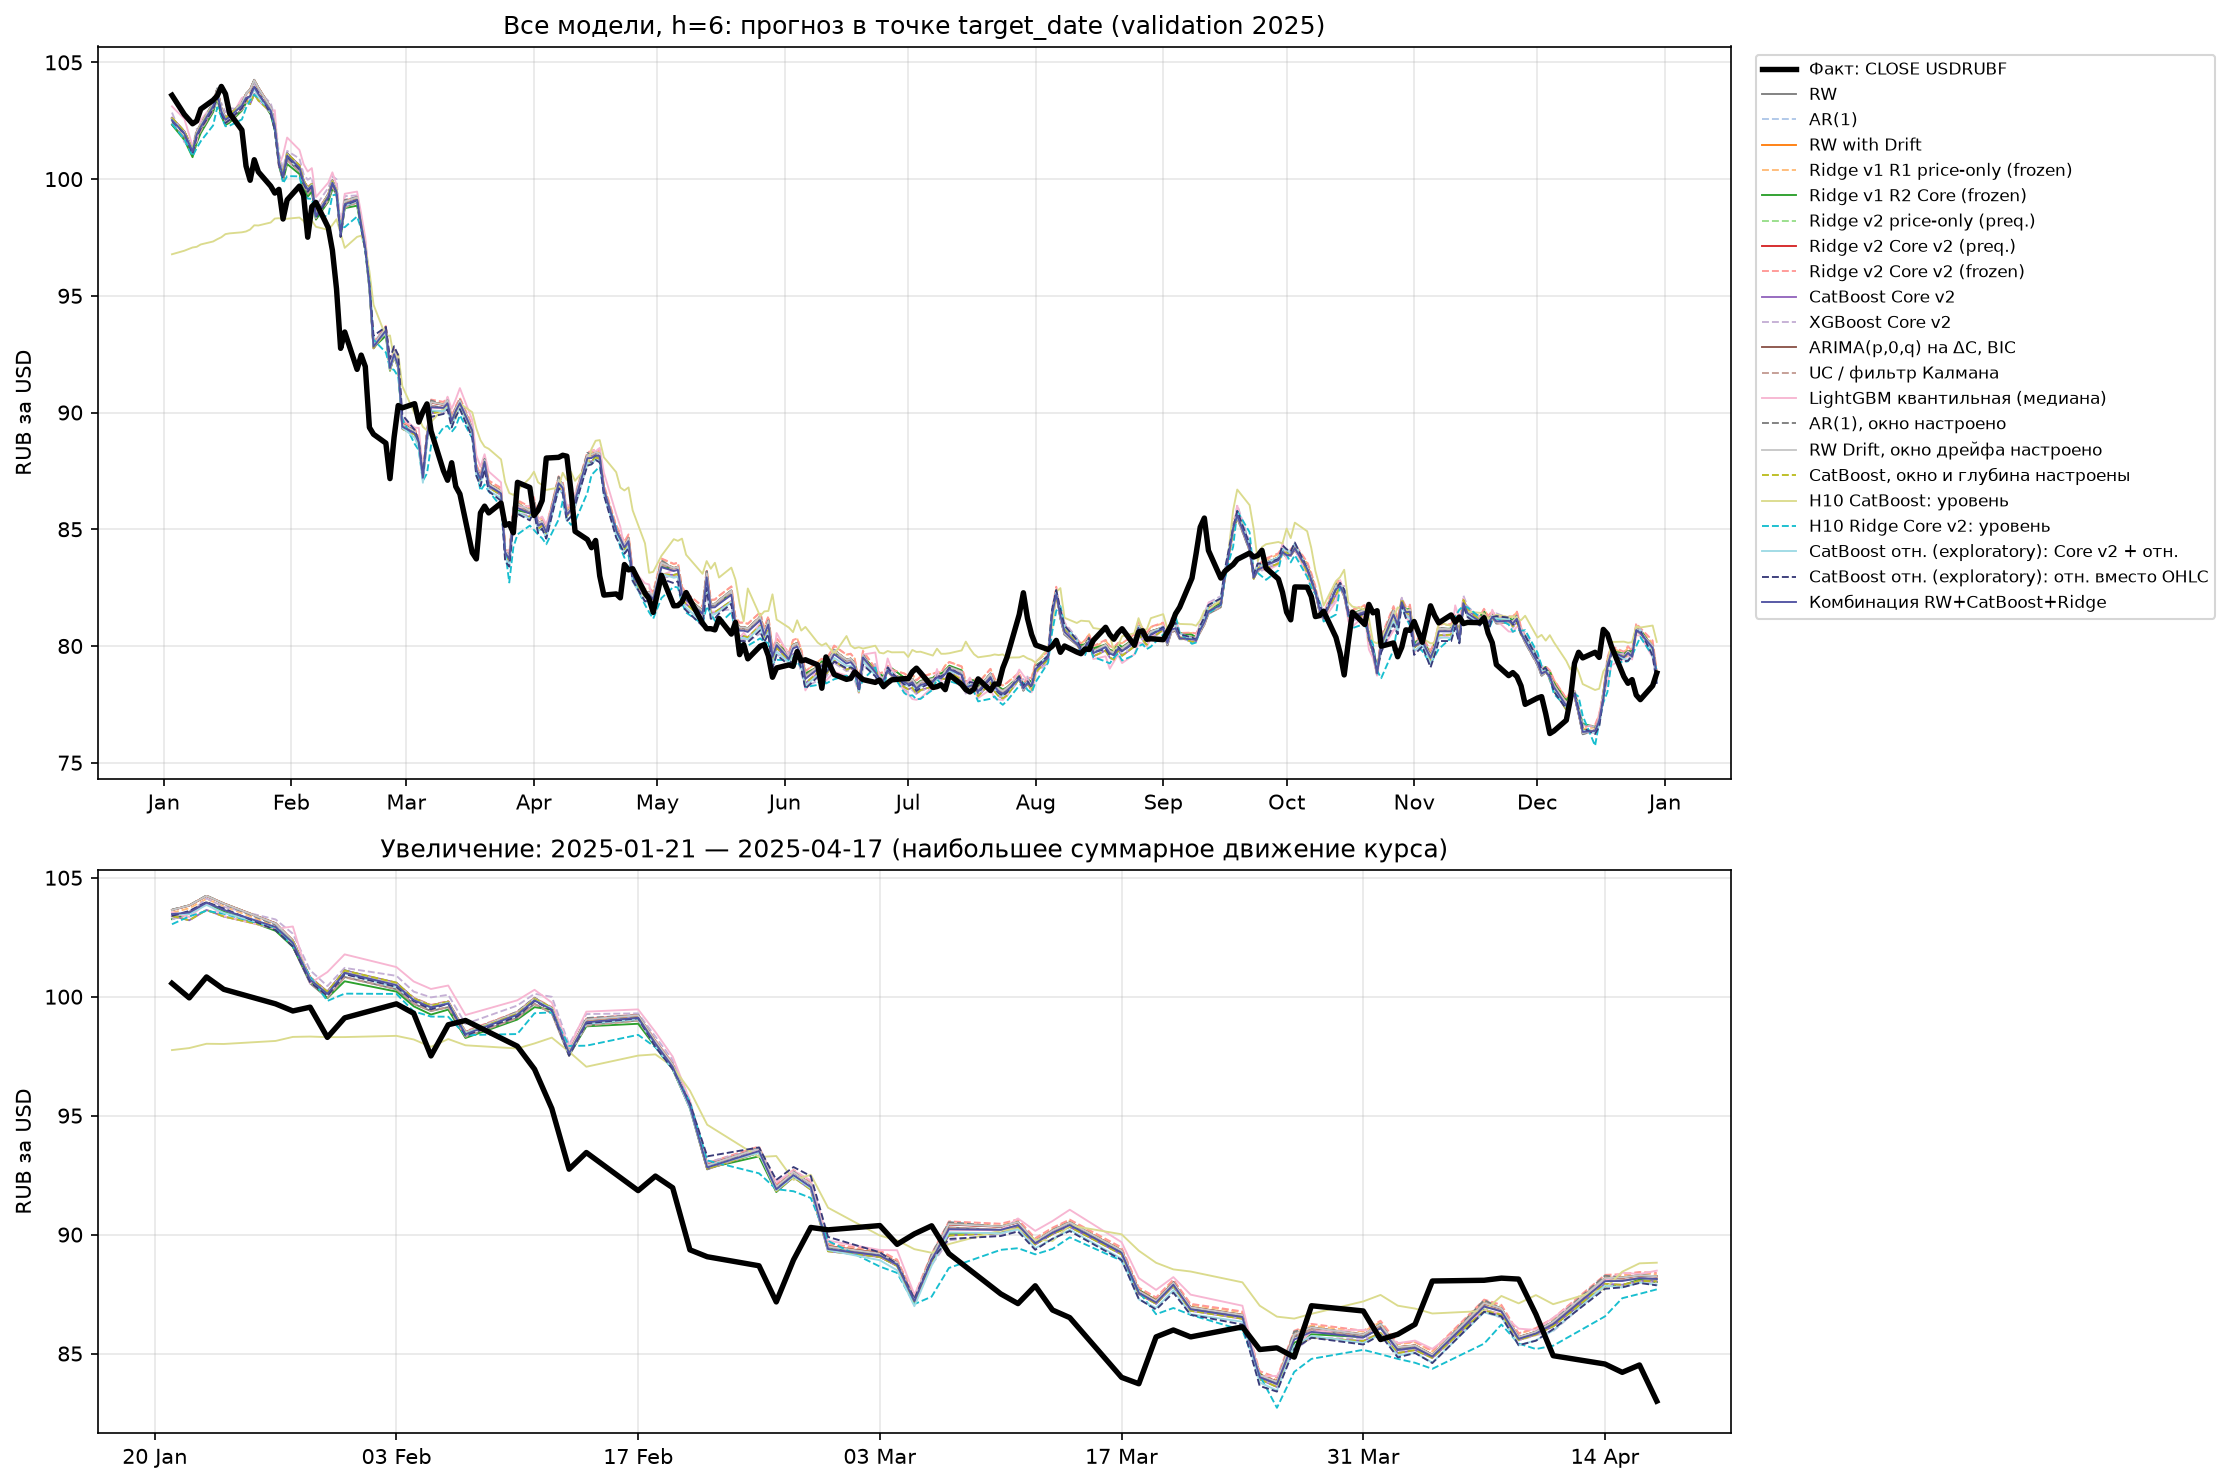 Все модели, h=6: прогноз в точке target_date (validation 2025)
105
100
95
90
85
80
75
RUB за USD
Jan Feb Mar Apr May Jun Jul Aug Sep Oct Nov Dec Jan
Факт: CLOSE USDRUBF
RW
AR(1)
RW with Drift
Ridge v1 R1 price-only (frozen)
Ridge v1 R2 Core (frozen)
Ridge v2 price-only (preq.)
Ridge v2 Core v2 (preq.)
Ridge v2 Core v2 (frozen)
CatBoost Core v2
XGBoost Core v2
ARIMA(p,0,q) на ΔC, BIC
UC / фильтр Калмана
LightGBM квантильная (медиана)
AR(1), окно настроено
RW Drift, окно дрейфа настроено
CatBoost, окно и глубина настроены
H10 CatBoost: уровень
H10 Ridge Core v2: уровень
CatBoost отн. (exploratory): Core v2 + отн.
CatBoost отн. (exploratory): отн. вместо OHLC
Комбинация RW+CatBoost+Ridge
Увеличение: 2025-01-21 — 2025-04-17 (наибольшее суммарное движение курса)
105
100
95
90
85
RUB за USD
20 Jan 03 Feb 17 Feb 03 Mar 17 Mar 31 Mar 14 Apr